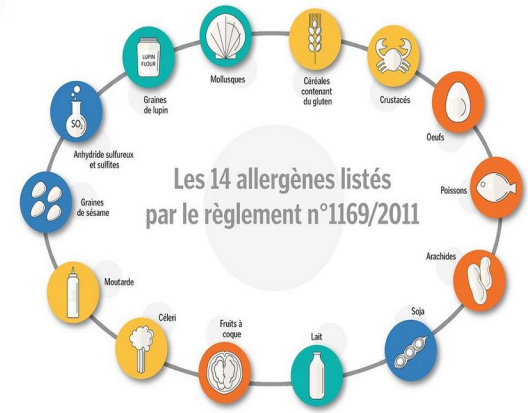 Les 14 allergènes listés
par le règlement n°1169/2011
Céréales
contenant
du gluten
Crustacés
Oeufs
Poissons
Arachides
Soja
Lait
Fruits à
coque
Céleri
Moutarde
Graines
de sésame
SO₂
Anhydride sulfureux
et sulfites
LUPIN
FLOUR
Graines
de lupin
Mollusques